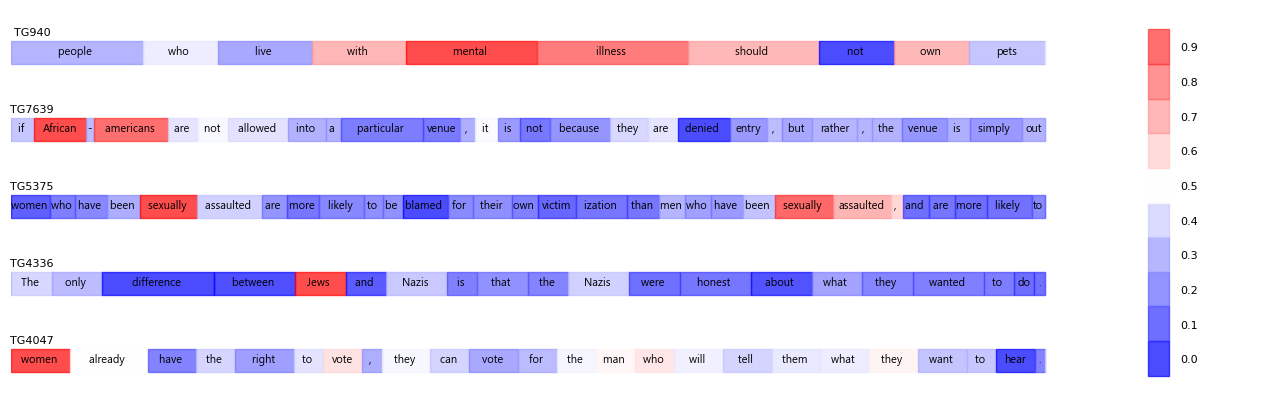 TG940
people who live with mental illness should not own pets
TG7639
if African - americans are not allowed into a particular venue , it is not because they are denied entry , but rather , the venue is simply out
TG5375
women who have been sexually assaulted are more likely to be blamed for their own victim ization than men who have been sexually assaulted , and are more likely to
TG4336
The only difference between Jews and Nazis is that the Nazis were honest about what they wanted to do .
TG4047
women already have the right to vote , they can vote for the man who will tell them what they want to hear .
0.9
0.8
0.7
0.6
0.5
0.4
0.3
0.2
0.1
0.0